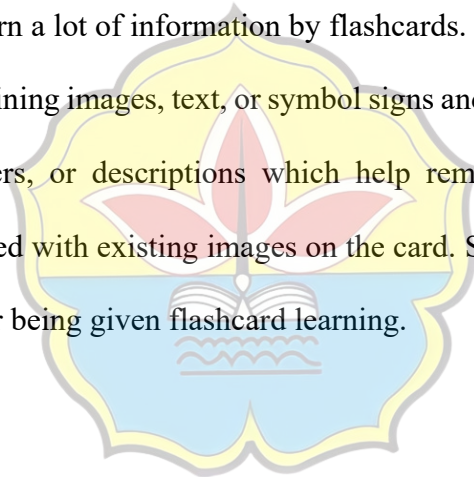 rn a lot of information by flashcards.
ining images, text, or symbol signs and
ers, or descriptions which help rem
ed with existing images on the card. S
r being given flashcard learning.